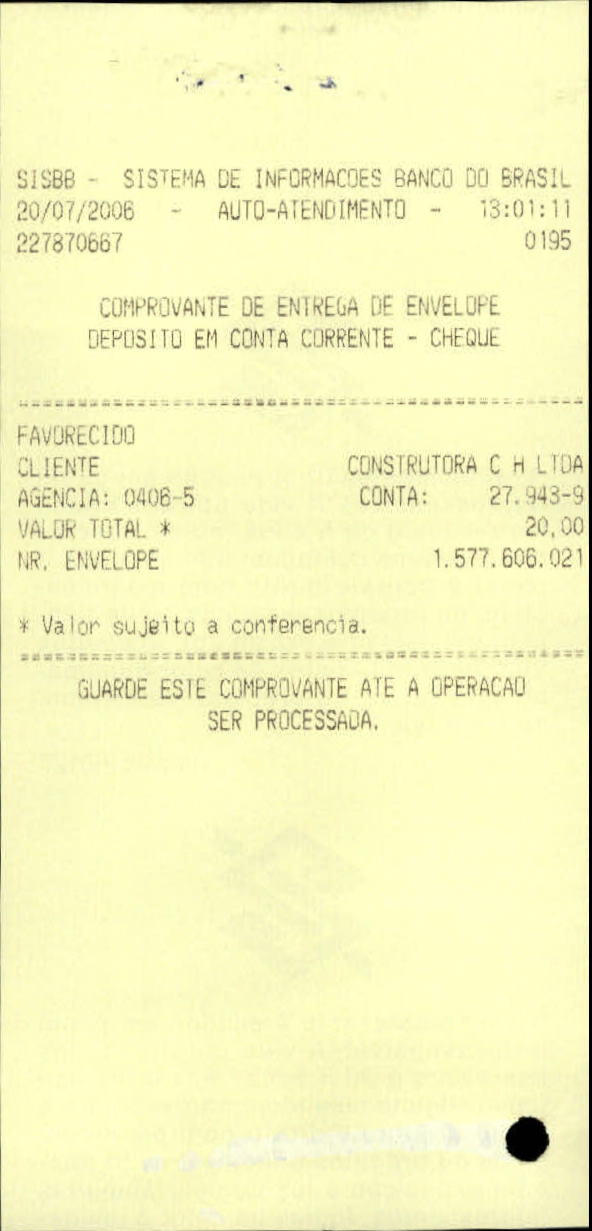 SISBB - SISTEMA DE INFORMACOES BANCO DO BRASIL
20/07/2006 - AUTO-ATENDIMENTO - 13:01:11
227870667 0195
COMPROVANTE DE ENTREGA DE ENVELOPE
DEPOSITO EM CONTA CORRENTE - CHEQUE
FAVORECIDO
CLIENTE CONSTRUTORA C H LTDA
AGENCIA: 0406-5 CONTA: 27.943-9
VALOR TOTAL * 20,00
NR. ENVELOPE 1.577.606.021
* Valor sujeito a conferencia.
GUARDE ESTE COMPROVANTE ATE A OPERACAO
SER PROCESSADA.